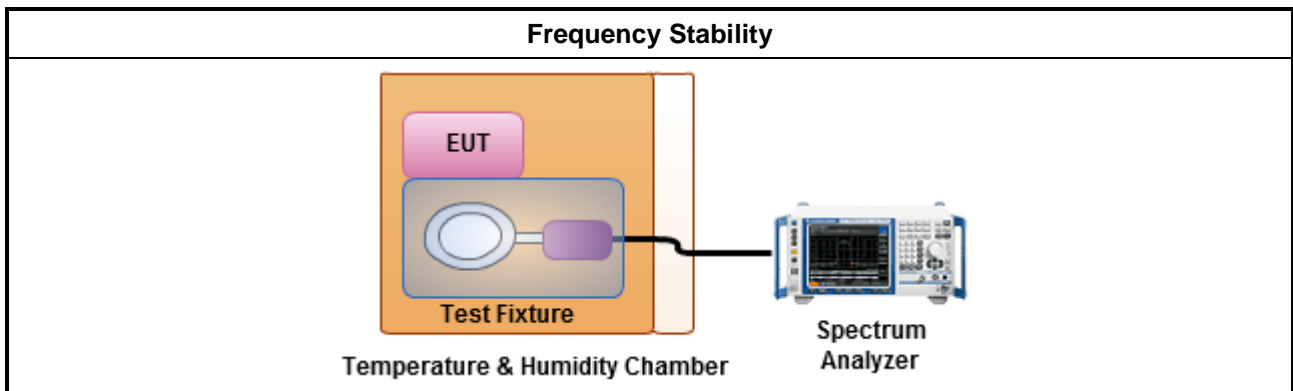 Frequency Stability
EUT
Test Fixture
Temperature & Humidity Chamber
Spectrum
Analyzer